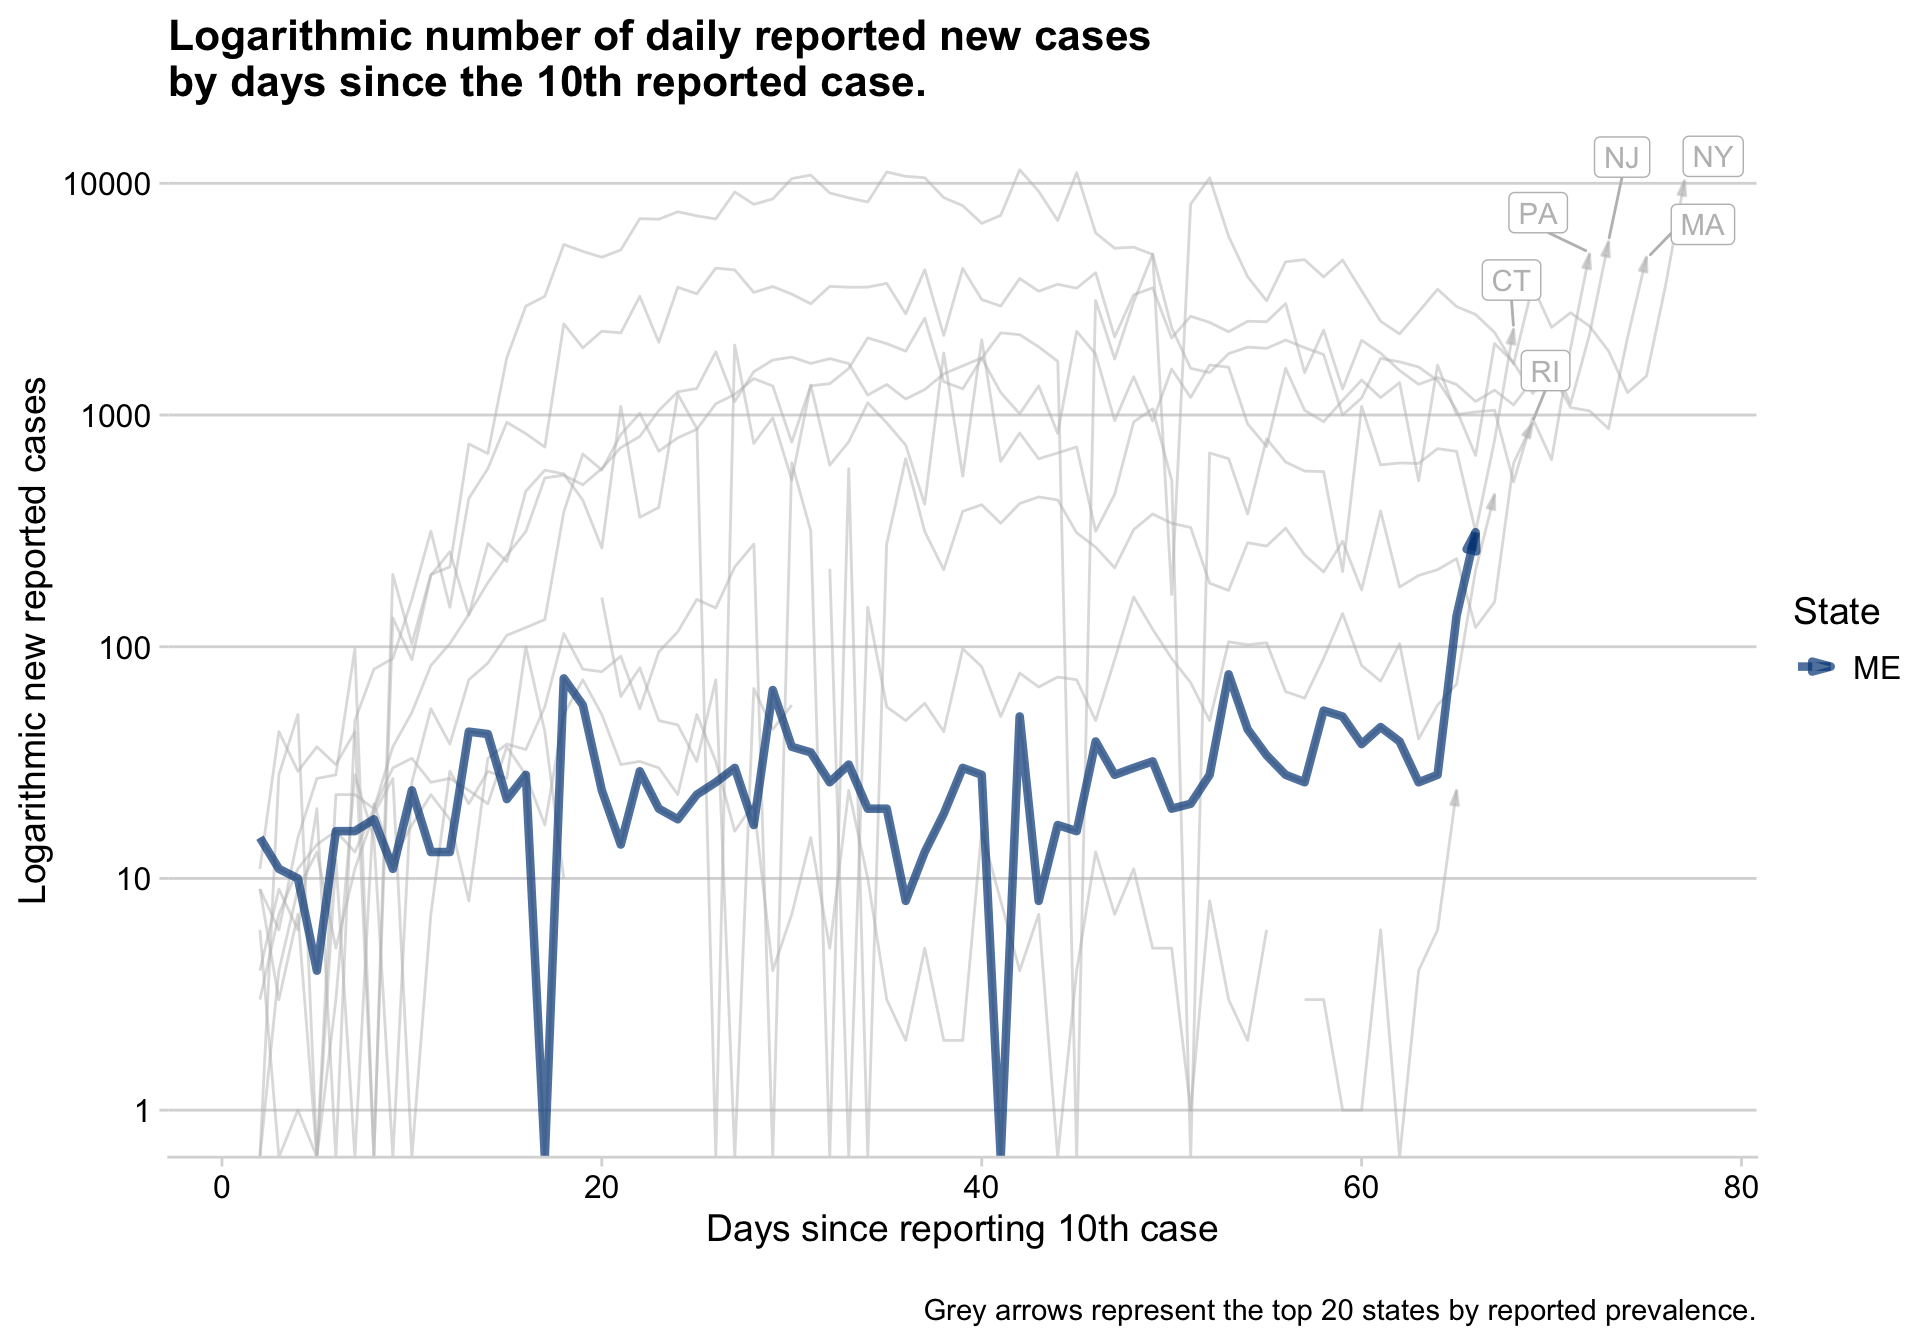 Logarithmic number of daily reported new cases
by days since the 10th reported case.
Logarithmic new reported cases
10000
1000
100
10
1
NJ
NY
PA
MA
CT
RI
State
ME
0
20
40
60
80
Days since reporting 10th case
Grey arrows represent the top 20 states by reported prevalence.